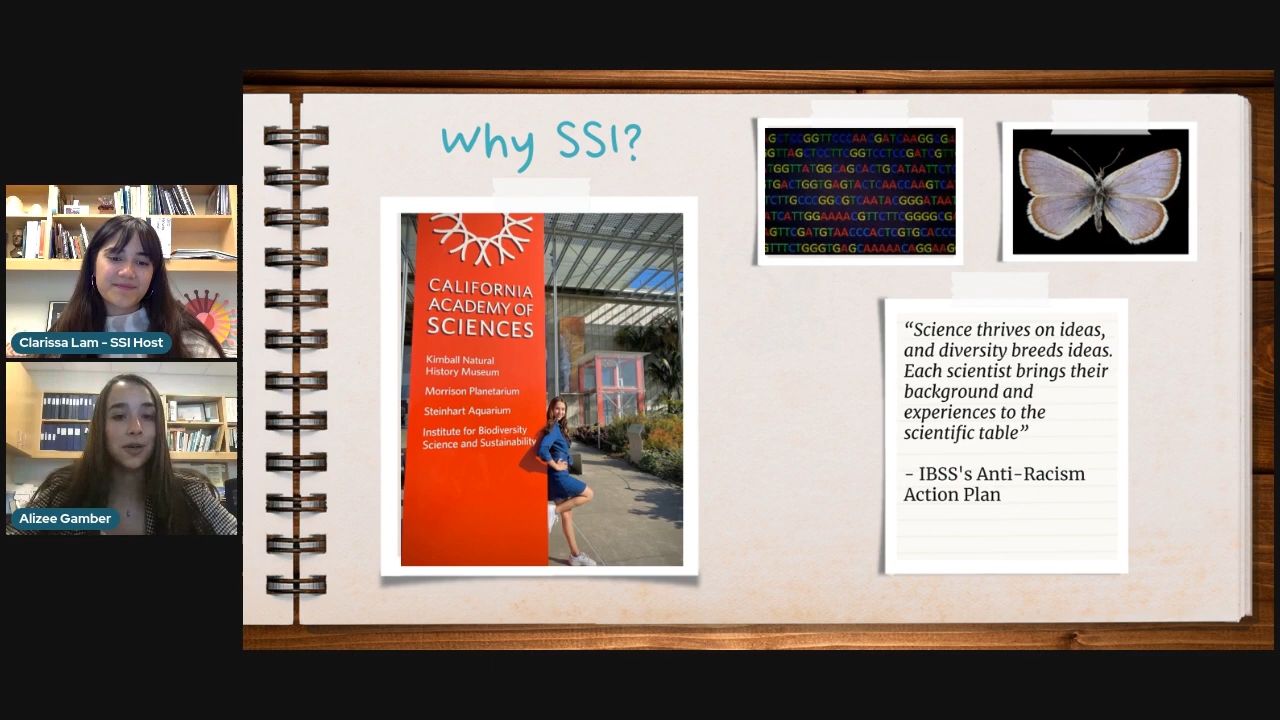 Why SSI?
CALIFORNIA
ACADEMY OF
SCIENCES
Kimball Natural
History Museum
Morrison Planetarium
Steinhart Aquarium
Institute for Biodiversity
Science and Sustainability
“Science thrives on ideas,
and diversity breeds ideas.
Each scientist brings their
background and
experiences to the
scientific table”
- IBSS's Anti-Racism
Action Plan
Clarissa Lam - SSI Host
Alizee Gamber